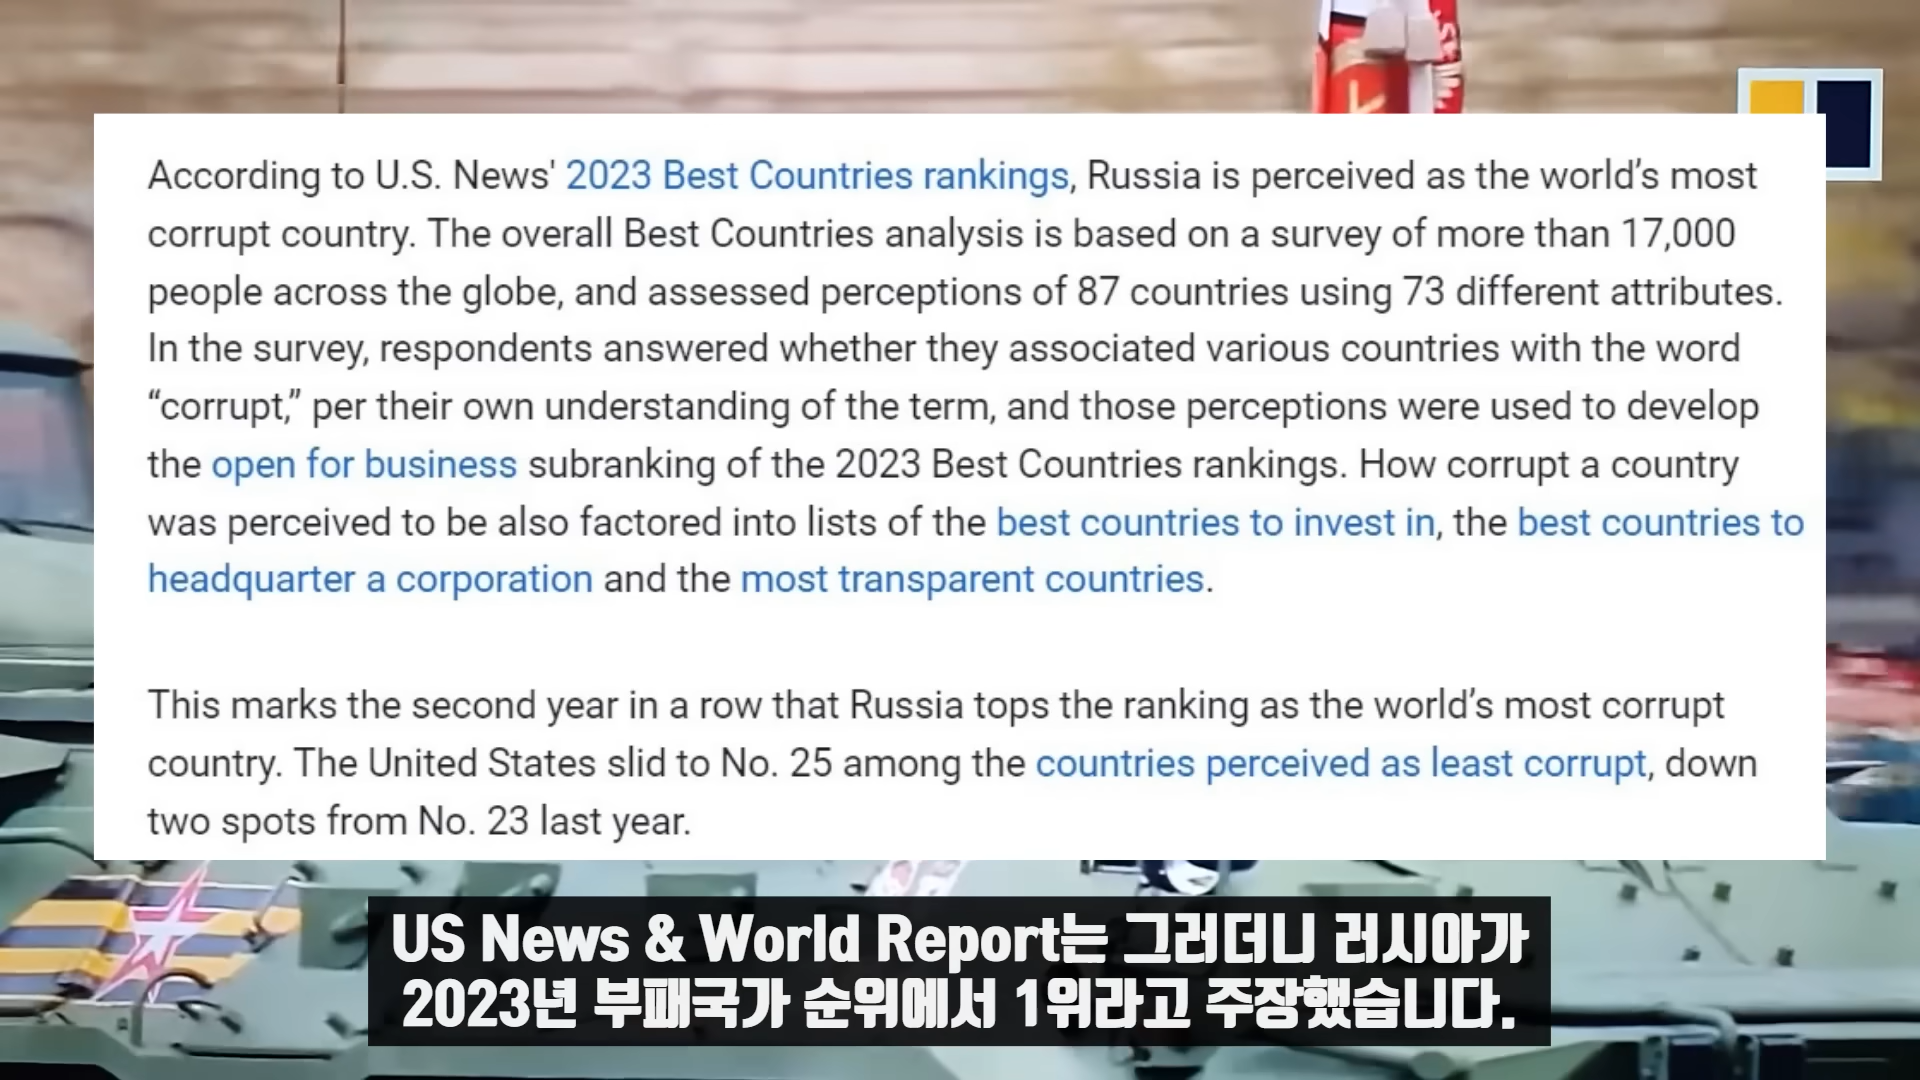 According to U.S. News' 2023 Best Countries rankings, Russia is perceived as the world’s most
corrupt country. The overall Best Countries analysis is based on a survey of more than 17,000
people across the globe, and assessed perceptions of 87 countries using 73 different attributes.
In the survey, respondents answered whether they associated various countries with the word
“corrupt,” per their own understanding of the term, and those perceptions were used to develop
the open for business subranking of the 2023 Best Countries rankings. How corrupt a country
was perceived to be also factored into lists of the best countries to invest in, the best countries to
headquarter a corporation and the most transparent countries.
This marks the second year in a row that Russia tops the ranking as the world’s most corrupt
country. The United States slid to No. 25 among the countries perceived as least corrupt, down
two spots from No. 23 last year.
US News & World Report는 그러더니 러시아가
2023년 부패국가 순위에서 1위라고 주장했습니다.